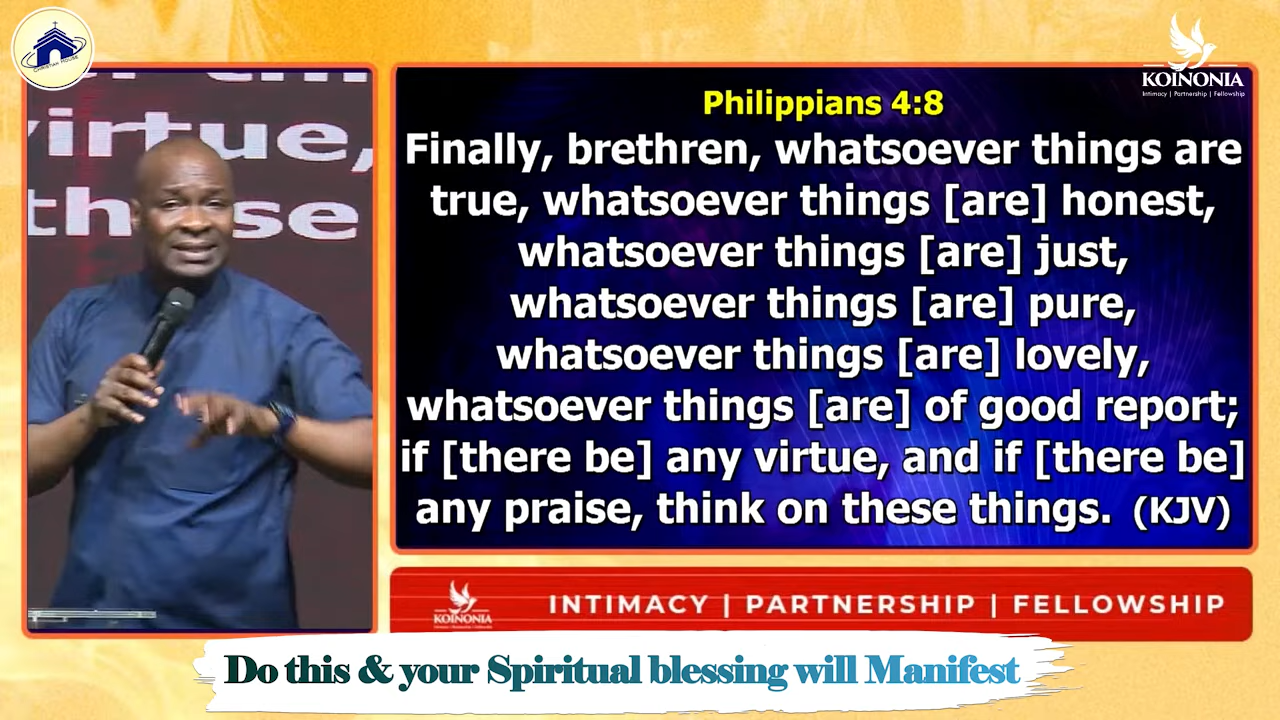 CHRISTIAN HOUSE
KOINONIA
Intimacy | Partnership | Fellowship
virtue,
these
Philippians 4:8
Finally, brethren, whatsoever things are
true, whatsoever things [are] honest,
whatsoever things [are] just,
whatsoever things [are] pure,
whatsoever things [are] lovely,
whatsoever things [are] of good report;
if [there be] any virtue, and if [there be]
any praise, think on these things. (KJV)
KOINONIA
INTIMACY | PARTNERSHIP | FELLOWSHIP
Do this & your Spiritual blessing will Manifest